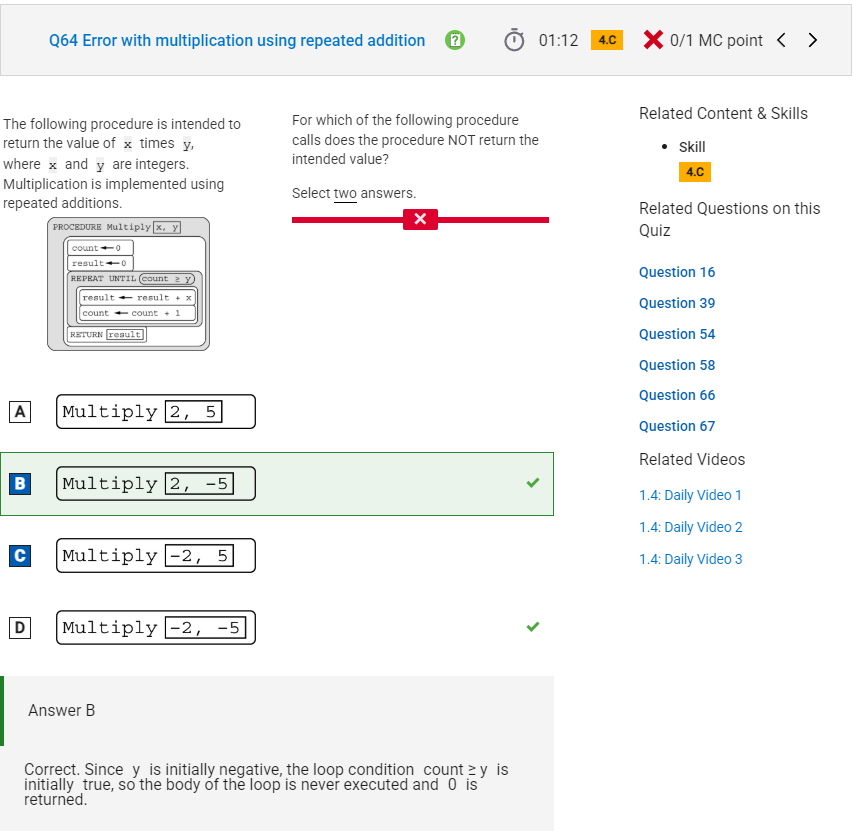 Q64 Error with multiplication using repeated addition
?
01:12
4.C
0/1 MC point
The following procedure is intended to
return the value of x times y,
where x and y are integers.
Multiplication is implemented using
repeated additions.
PROCEDURE Multiply x, y
count ← 0
result ← 0
REPEAT UNTIL count ≥ y
result ← result + x
count ← count + 1
RETURN result
For which of the following procedure
calls does the procedure NOT return the
intended value?
Select two answers.
A
Multiply 2, 5
B
Multiply 2, -5
C
Multiply -2, 5
D
Multiply -2, -5
Answer B
Correct. Since y is initially negative, the loop condition count ≥ y is
initially true, so the body of the loop is never executed and 0 is
returned.
Related Content & Skills
• Skill
4.C
Related Questions on this
Quiz
Question 16
Question 39
Question 54
Question 58
Question 66
Question 67
Related Videos
1.4: Daily Video 1
1.4: Daily Video 2
1.4: Daily Video 3